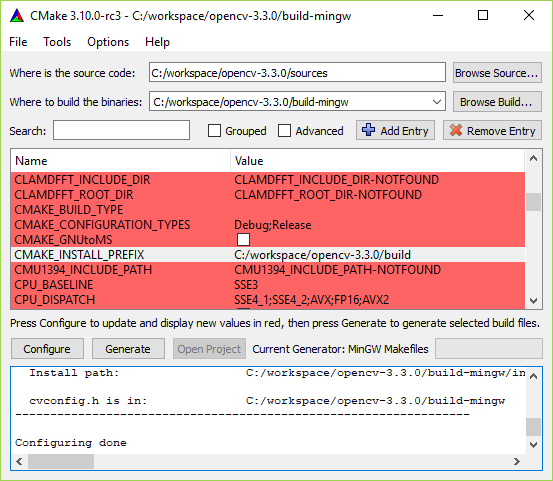 CMake 3.10.0-rc3 - C:/workspace/opencv-3.3.0/build-mingw
File Tools Options Help
Where is the source code: C:/workspace/opencv-3.3.0/sources Browse Source...
Where to build the binaries: C:/workspace/opencv-3.3.0/build-mingw Browse Build...
Search: Grouped Advanced Add Entry Remove Entry
Name Value
CLAMDFFT_INCLUDE_DIR CLAMDFFT_INCLUDE_DIR-NOTFOUND
CLAMDFFT_ROOT_DIR CLAMDFFT_ROOT_DIR-NOTFOUND
CMAKE_BUILD_TYPE
CMAKE_CONFIGURATION_TYPES Debug;Release
CMAKE_GNUtoMS
CMAKE_INSTALL_PREFIX C:/workspace/opencv-3.3.0/build
CMU1394_INCLUDE_PATH CMU1394_INCLUDE_PATH-NOTFOUND
CPU_BASELINE SSE3
CPU_DISPATCH SSE4_1;SSE4_2;AVX;FP16;AVX2
Press Configure to update and display new values in red, then press Generate to generate selected build files.
Configure Generate Open Project Current Generator: MinGW Makefiles
Install path: C:/workspace/opencv-3.3.0/build-mingw/in
cvconfig.h is in: C:/workspace/opencv-3.3.0/build-mingw
-----------------------------------------------------------------
Configuring done